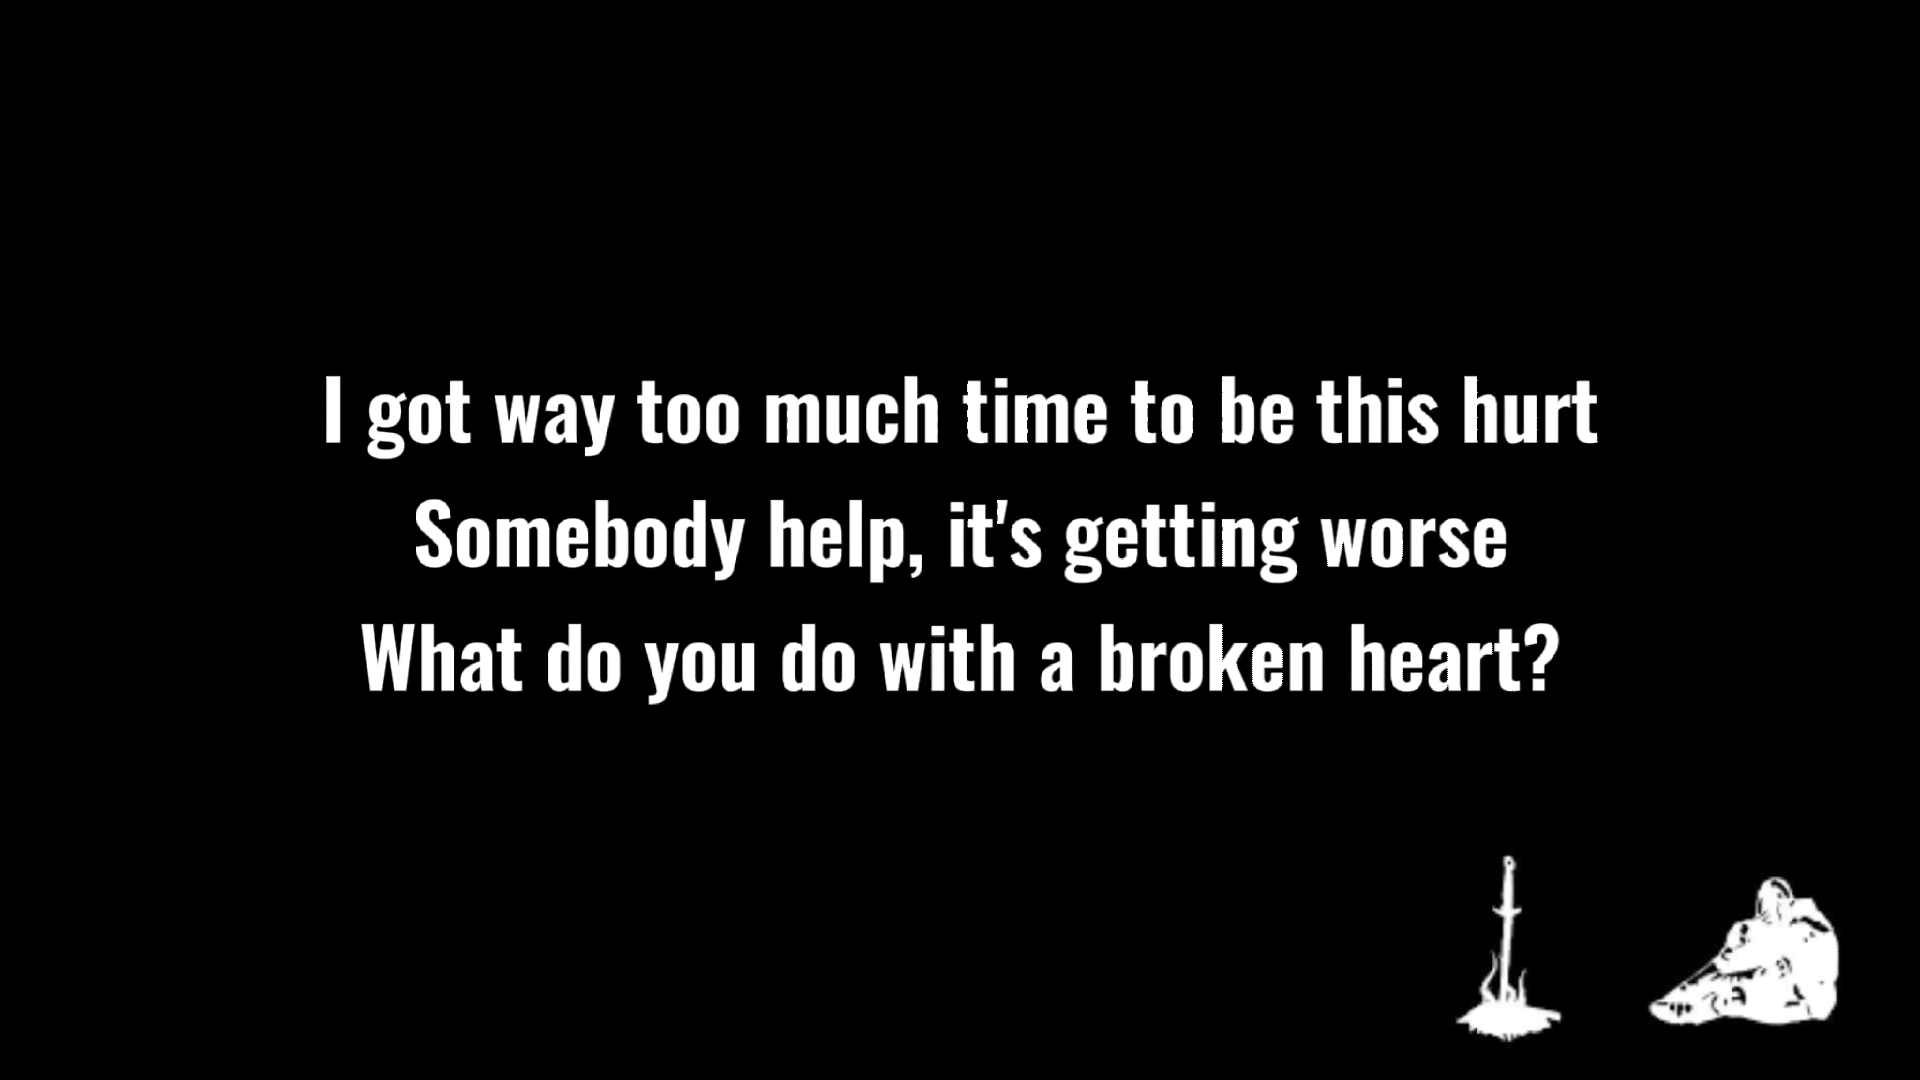 I got way too much time to be this hurt
Somebody help, it's getting worse
What do you do with a broken heart?